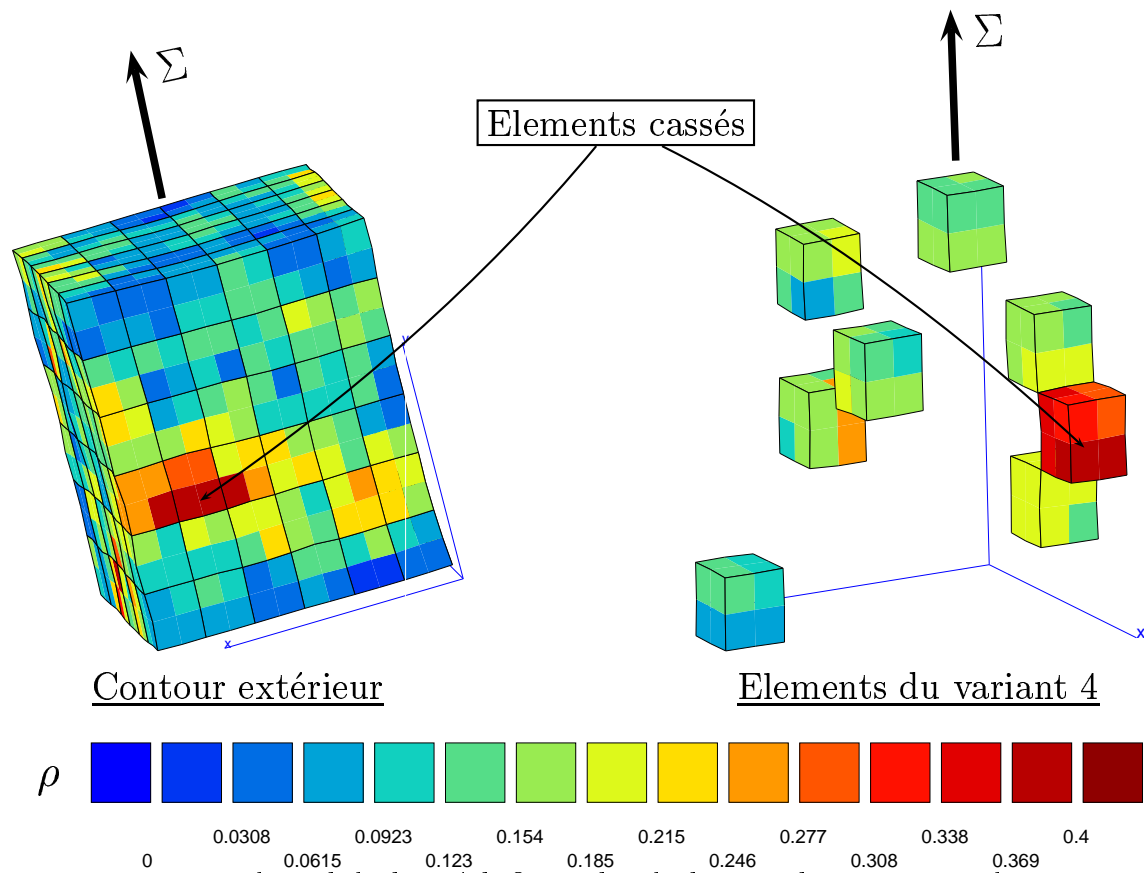 Σ
Σ
Elements cassés
y
x
x
Contour extérieur
Elements du variant 4
ρ
0.0308 0.0923 0.154 0.215 0.277 0.338 0.4
0 0.0615 0.123 0.185 0.246 0.308 0.369